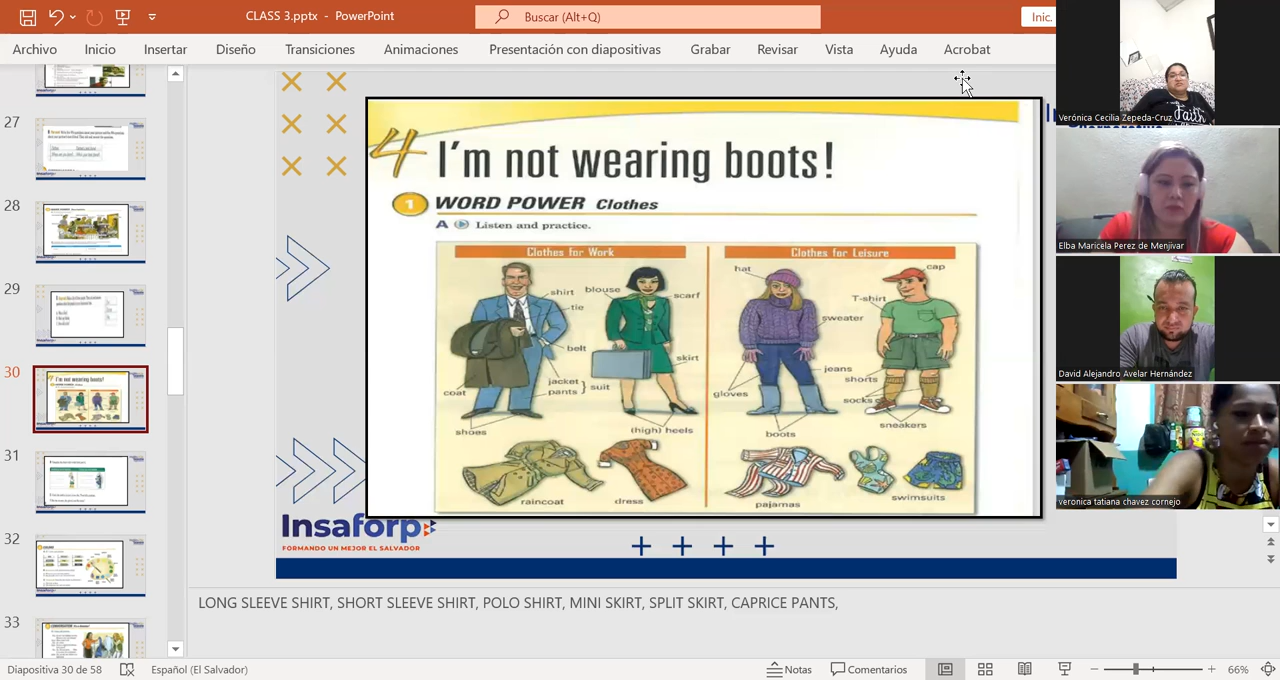 CLASS 3.pptx - PowerPoint
Buscar (Alt+Q)
Inic.
Archivo Inicio Insertar Diseño Transiciones Animaciones Presentación con diapositivas Grabar Revisar Vista Ayuda Acrobat
27
28
29
30
31
32
33
4 I'm not wearing boots!
1 WORD POWER Clothes
A Listen and practice.
Clothes for Work
Clothes for Leisure
shirt
blouse
tie
scarf
belt
skirt
jacket
pants
suit
coat
shoes
(high) heels
raincoat
dress
hat
cap
T-shirt
sweater
jeans
shorts
gloves
socks
sneakers
boots
pajamas
swimsuits
Insaforp
FORMANDO UN MEJOR EL SALVADOR
LONG SLEEVE SHIRT, SHORT SLEEVE SHIRT, POLO SHIRT, MINI SKIRT, SPLIT SKIRT, CAPRICE PANTS,
Diapositiva 30 de 58
Español (El Salvador)
Notas
Comentarios
66%
Verónica Cecilia Zepeda-Cruz
Faith
Elba Maricela Perez de Menjivar
David Alejandro Avelar Hernández
veronica tatiana chavez cornejo